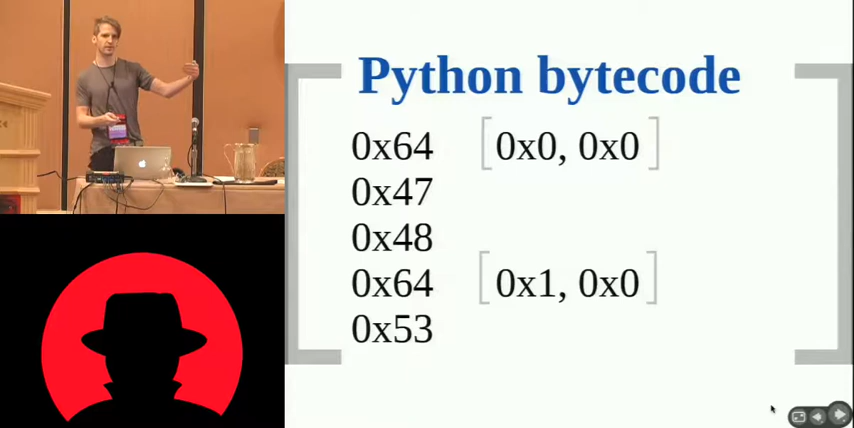 Python bytecode
0x64 [0x0, 0x0]
0x47
0x48
0x64 [0x1, 0x0]
0x53